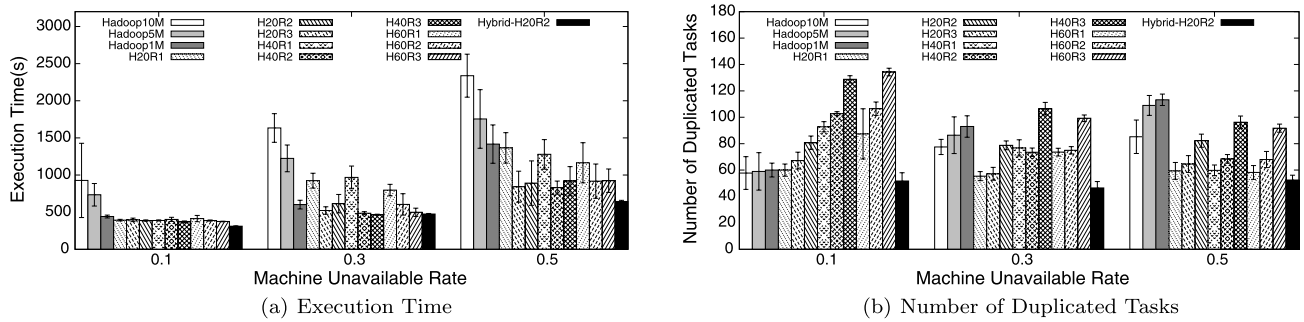 Execution Time(s)
3000
2500
2000
1500
1000
500
0
Hadoop10M
Hadoop5M
Hadoop1M
H20R1
H20R2
H20R3
H40R1
H40R2
H40R3
H60R1
H60R2
H60R3
Hybrid-H20R2
0.1 0.3 0.5
Machine Unavailable Rate
(a) Execution Time
Number of Duplicated Tasks
180
160
140
120
100
80
60
40
20
0
Hadoop10M
Hadoop5M
Hadoop1M
H20R1
H20R2
H20R3
H40R1
H40R2
H40R3
H60R1
H60R2
H60R3
Hybrid-H20R2
0.1 0.3 0.5
Machine Unavailable Rate
(b) Number of Duplicated Tasks